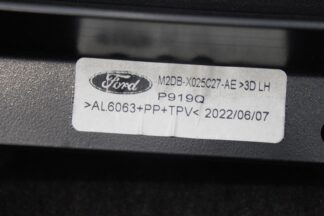 Ford M2DB-X025C27-AE >3D LH
P919Q
>AL6063+PP+TPV< 2022/06/07